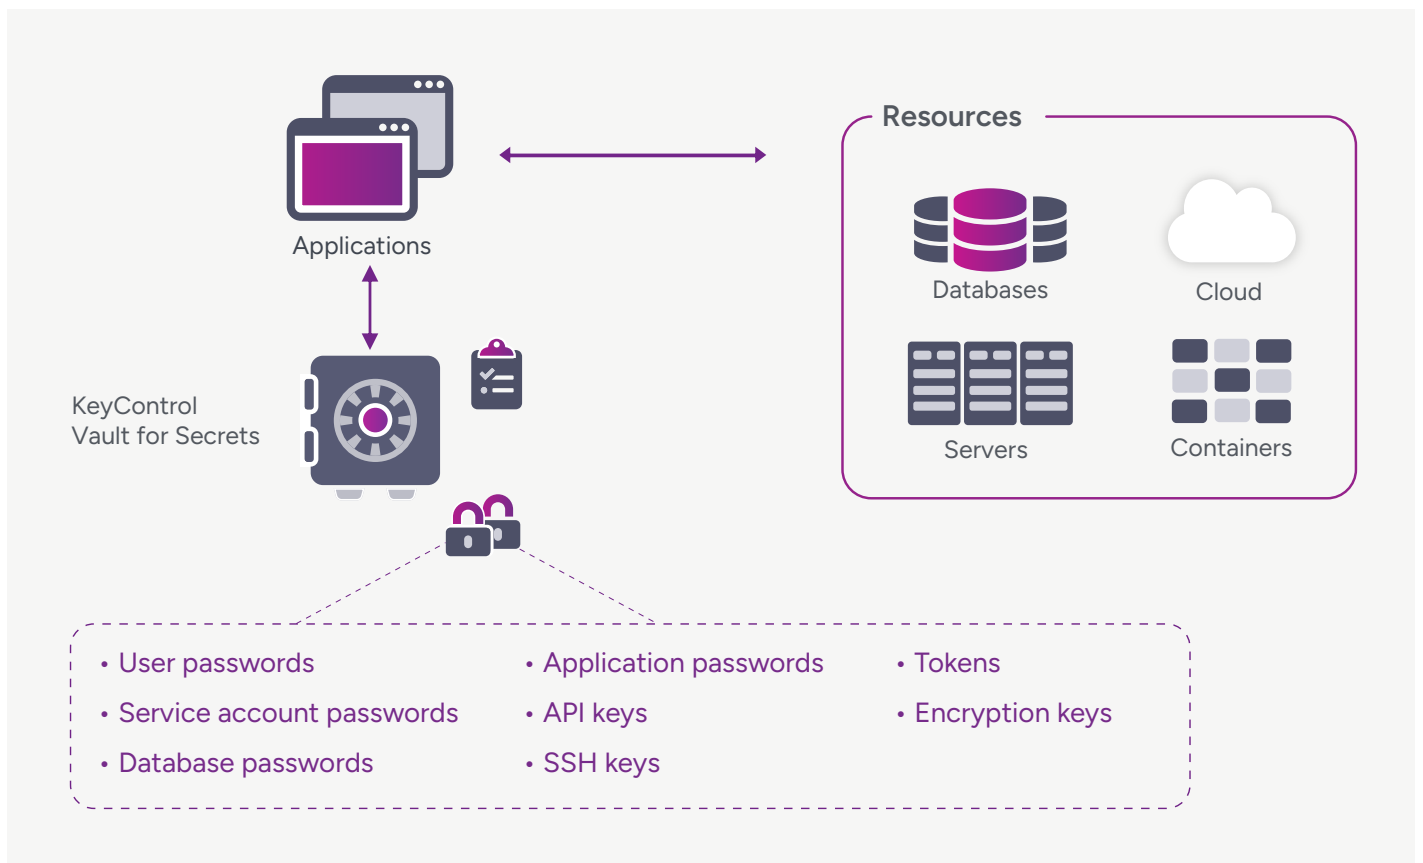 Resources
Applications
Databases
Cloud
KeyControl
Vault for Secrets
Servers
Containers
• User passwords
• Service account passwords
• Database passwords
• Application passwords
• API keys
• SSH keys
• Tokens
• Encryption keys